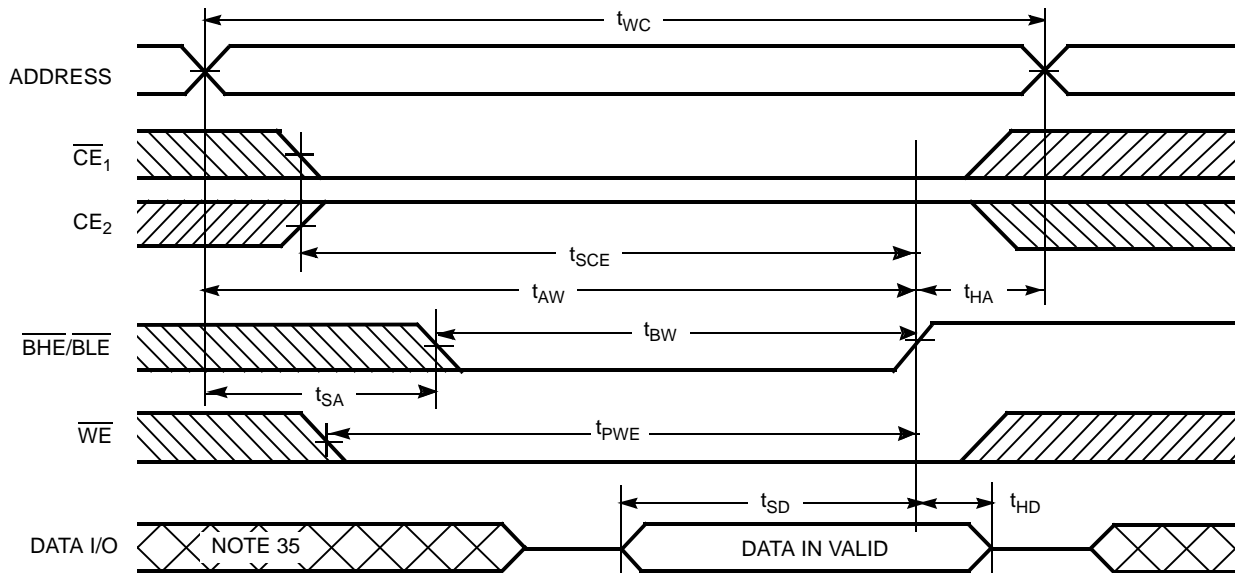 tWC
ADDRESS
CE1
CE2
tSCE
tAW
tHA
BHE/BLE
tBW
tSA
WE
tPWE
tSD
tHD
DATA I/O
NOTE 35
DATA IN VALID